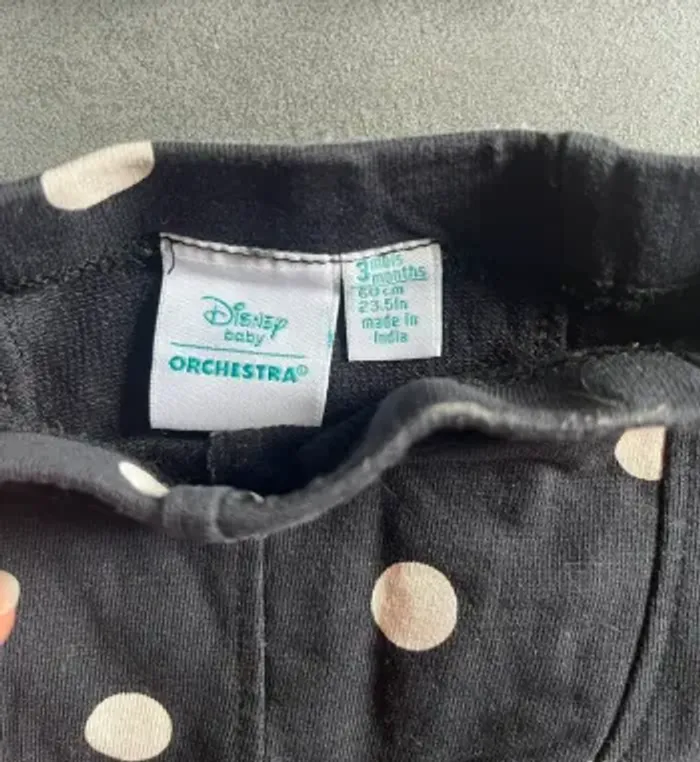 Disney
baby
ORCHESTRA®
3 mois
months
60 cm
23.5in
made in
India